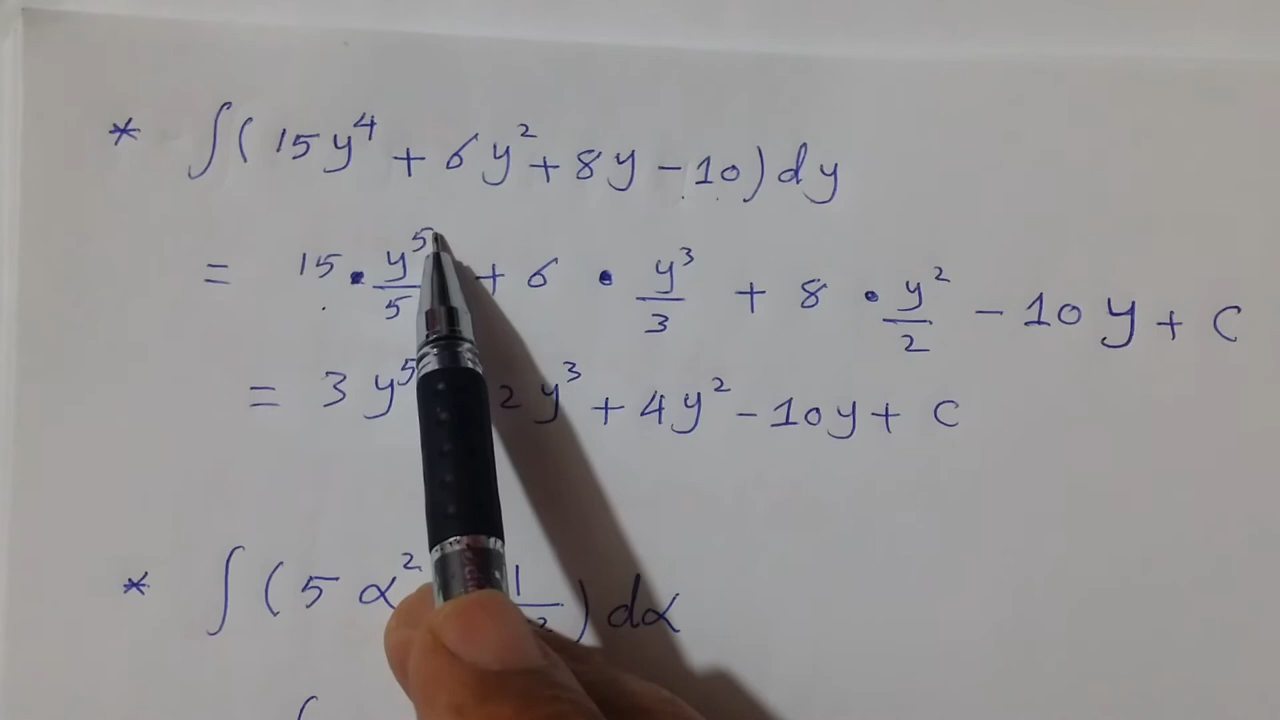 * ∫( 15y⁴ + 6y² + 8y - 10) dy
= 15 · y⁵/5 + 6 · y³/3 + 8 · y²/2 - 10y + C
= 3y⁵ 2y³ + 4y² - 10y + C
* ∫( 5α² 1 ) dα